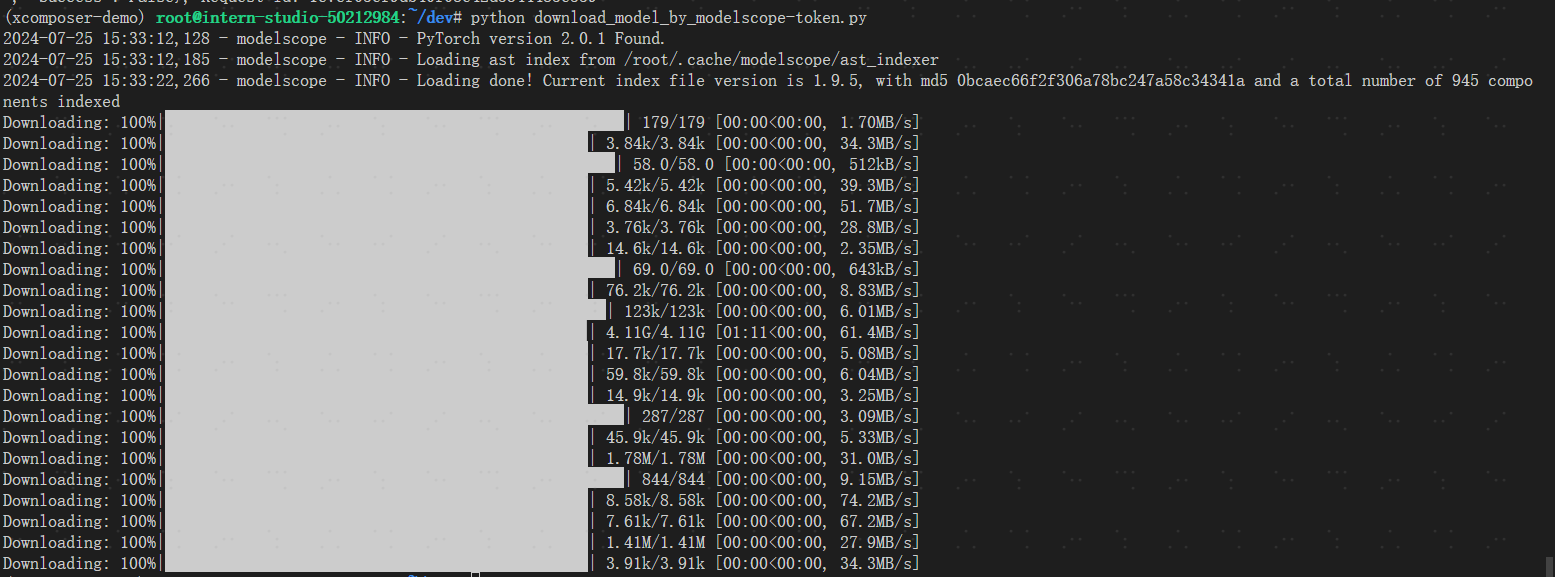 (xcomposer-demo) root@intern-studio-50212984:~/dev# python download_model_by_modelscope-token.py
2024-07-25 15:33:12,128 - modelscope - INFO - PyTorch version 2.0.1 Found.
2024-07-25 15:33:12,185 - modelscope - INFO - Loading ast index from /root/.cache/modelscope/ast_indexer
2024-07-25 15:33:22,266 - modelscope - INFO - Loading done! Current index file version is 1.9.5, with md5 0bcaec66f2f306a78bc247a58c34341a and a total number of 945 compo
nents indexed
Downloading: 100%| | 179/179 [00:00<00:00, 1.70MB/s]
Downloading: 100%| | 3.84k/3.84k [00:00<00:00, 34.3MB/s]
Downloading: 100%| | 58.0/58.0 [00:00<00:00, 512kB/s]
Downloading: 100%| | 5.42k/5.42k [00:00<00:00, 39.3MB/s]
Downloading: 100%| | 6.84k/6.84k [00:00<00:00, 51.7MB/s]
Downloading: 100%| | 3.76k/3.76k [00:00<00:00, 28.8MB/s]
Downloading: 100%| | 14.6k/14.6k [00:00<00:00, 2.35MB/s]
Downloading: 100%| | 69.0/69.0 [00:00<00:00, 643kB/s]
Downloading: 100%| | 76.2k/76.2k [00:00<00:00, 8.83MB/s]
Downloading: 100%| | 123k/123k [00:00<00:00, 6.01MB/s]
Downloading: 100%| | 4.11G/4.11G [01:11<00:00, 61.4MB/s]
Downloading: 100%| | 17.7k/17.7k [00:00<00:00, 5.08MB/s]
Downloading: 100%| | 59.8k/59.8k [00:00<00:00, 6.04MB/s]
Downloading: 100%| | 14.9k/14.9k [00:00<00:00, 3.25MB/s]
Downloading: 100%| | 287/287 [00:00<00:00, 3.09MB/s]
Downloading: 100%| | 45.9k/45.9k [00:00<00:00, 5.33MB/s]
Downloading: 100%| | 1.78M/1.78M [00:00<00:00, 31.0MB/s]
Downloading: 100%| | 844/844 [00:00<00:00, 9.15MB/s]
Downloading: 100%| | 8.58k/8.58k [00:00<00:00, 74.2MB/s]
Downloading: 100%| | 7.61k/7.61k [00:00<00:00, 67.2MB/s]
Downloading: 100%| | 1.41M/1.41M [00:00<00:00, 27.9MB/s]
Downloading: 100%| | 3.91k/3.91k [00:00<00:00, 34.3MB/s]